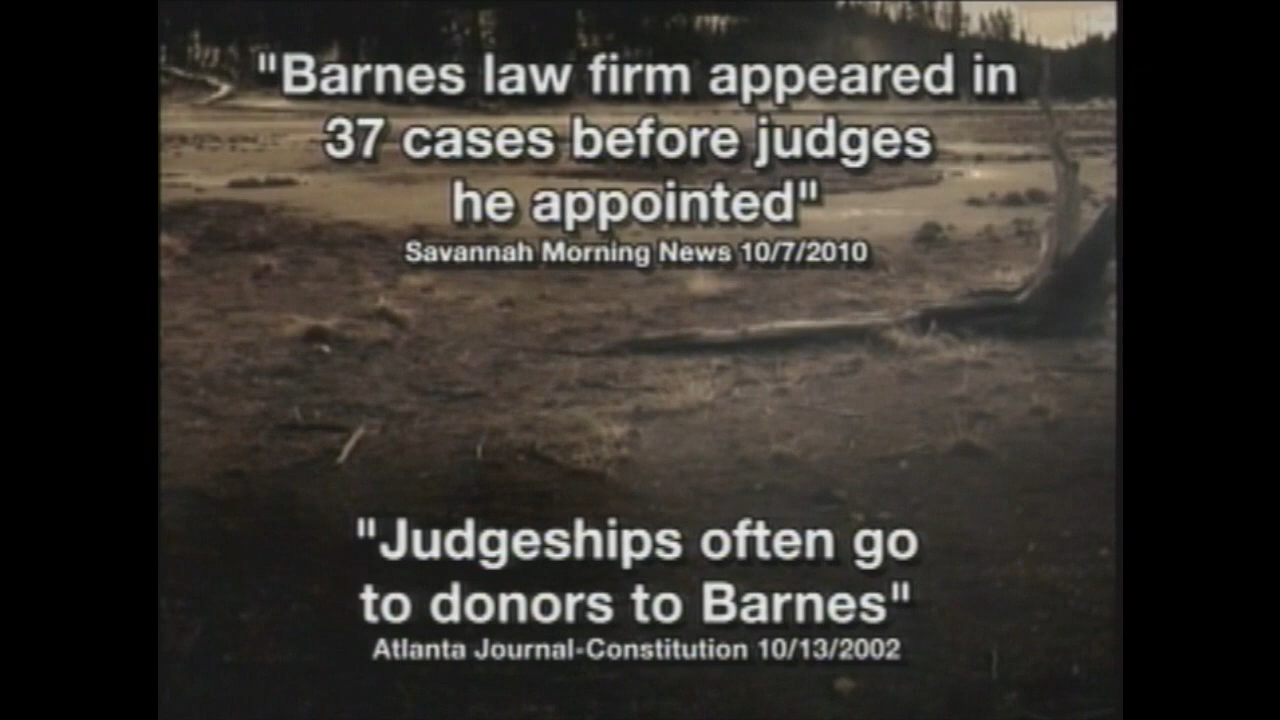 "Barnes law firm appeared in
37 cases before judges
he appointed"
Savannah Morning News 10/7/2010
"Judgeships often go
to donors to Barnes"
Atlanta Journal-Constitution 10/13/2002